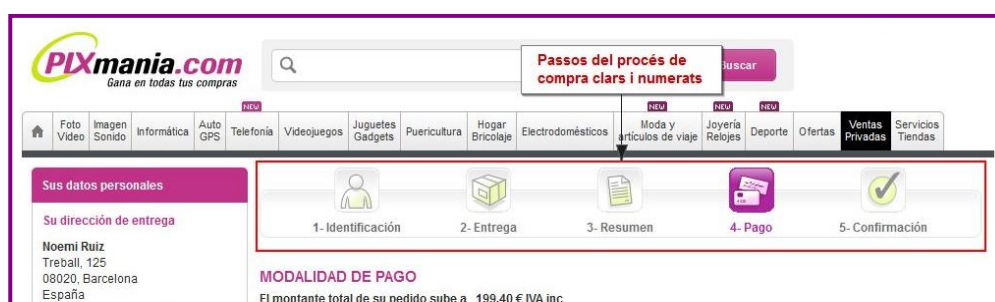 PIXmania.com
Gana en todas tus compras
Passos del procés de
compra clars i numerats
Buscar
NEW
NEW
NEW
NEW
Foto
Video
Imagen
Sonido
Informática
Auto
GPS
Telefonía
Videojuegos
Juguetes
Gadgets
Puericultura
Hogar
Bricolaje
Electrodomésticos
Moda y
artículos de viaje
Joyería
Relojes
Deporte
Ofertas
Ventas
Privadas
Servicios
Tiendas
Sus datos personales
Su dirección de entrega
Noemi Ruiz
Treball, 125
08020, Barcelona
España
1- Identificación
2- Entrega
3- Resumen
4- Pago
5- Confirmación
MODALIDAD DE PAGO
El montante total de su pedido sube a 199,40 € IVA inc